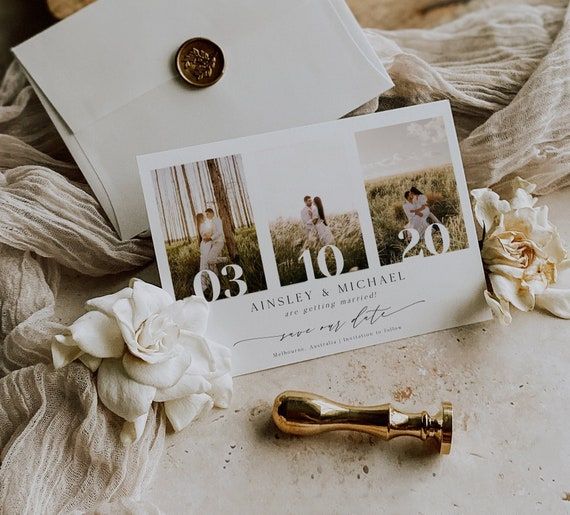 03 10 20
AINSLEY & MICHAEL
are getting married!
save our date
Melbourne, Australia | Invitation to Follow